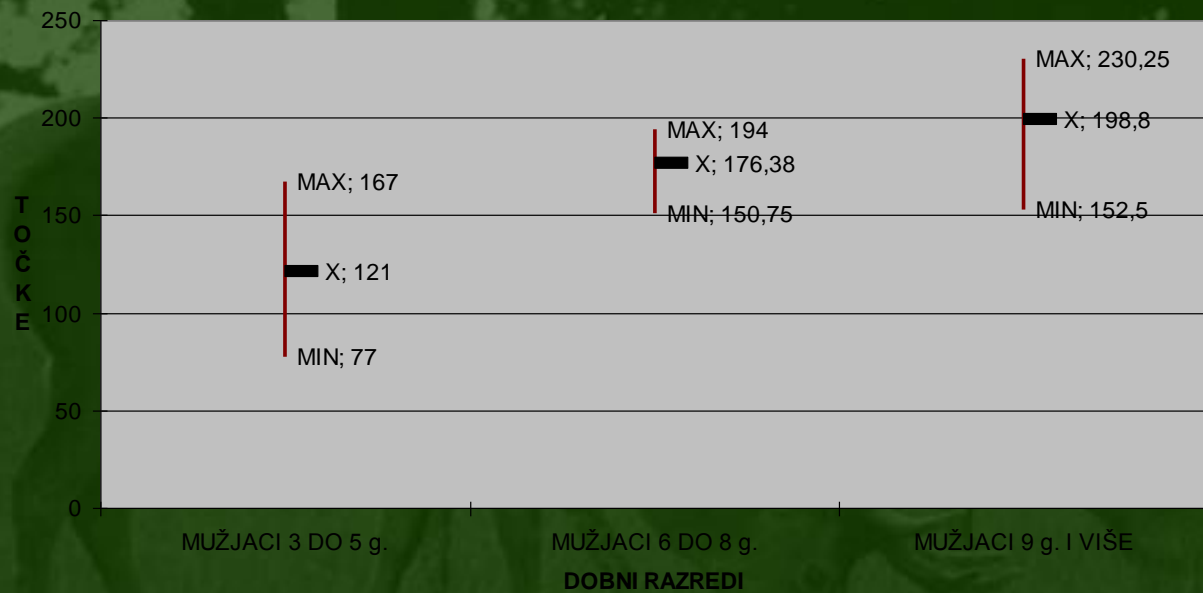 250
200
150
100
50
0
TOČKE
MAX; 167
X; 121
MIN; 77
MAX; 194
X; 176,38
MIN; 150,75
MAX; 230,25
X; 198,8
MIN; 152,5
MUŽJACI 3 DO 5 g.
MUŽJACI 6 DO 8 g.
MUŽJACI 9 g. I VIŠE
DOBNI RAZREDI